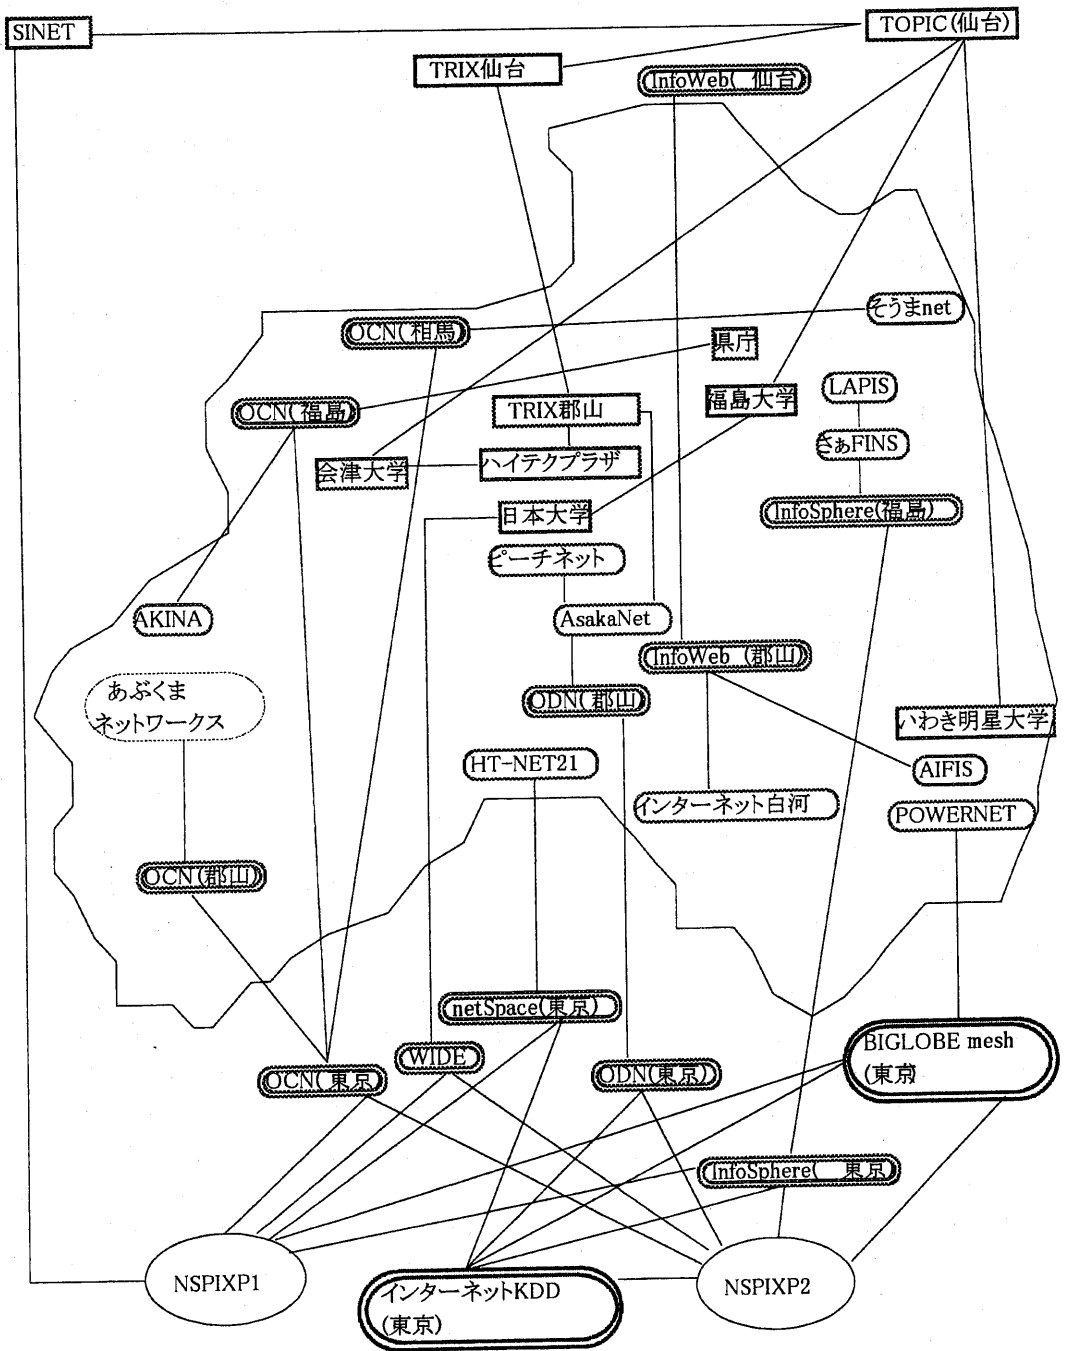 SINET
TOPIC(仙台)
TRIX仙台
InfoWeb( 仙台)
そうまnet
OCN(相馬)
県庁
LAPIS
福島大学
OCN(福島)
TRIX郡山
さぁFINS
ハイテクプラザ
会津大学
InfoSphere(福島)
日本大学
ピーチネット
AKINA
AsakaNet
InfoWeb (郡山)
あぶくま
ネットワークス
ODN(郡山)
いわき明星大学
HT-NET21
AIFIS
インターネット白河
POWERNET
OCN(郡山)
netSpace(東京)
BIGLOBE mesh
(東京)
WIDE
OCN(東京
ODN(東京)
InfoSphere( 東京
NSPIXP1
NSPIXP2
インターネットKDD
(東京)